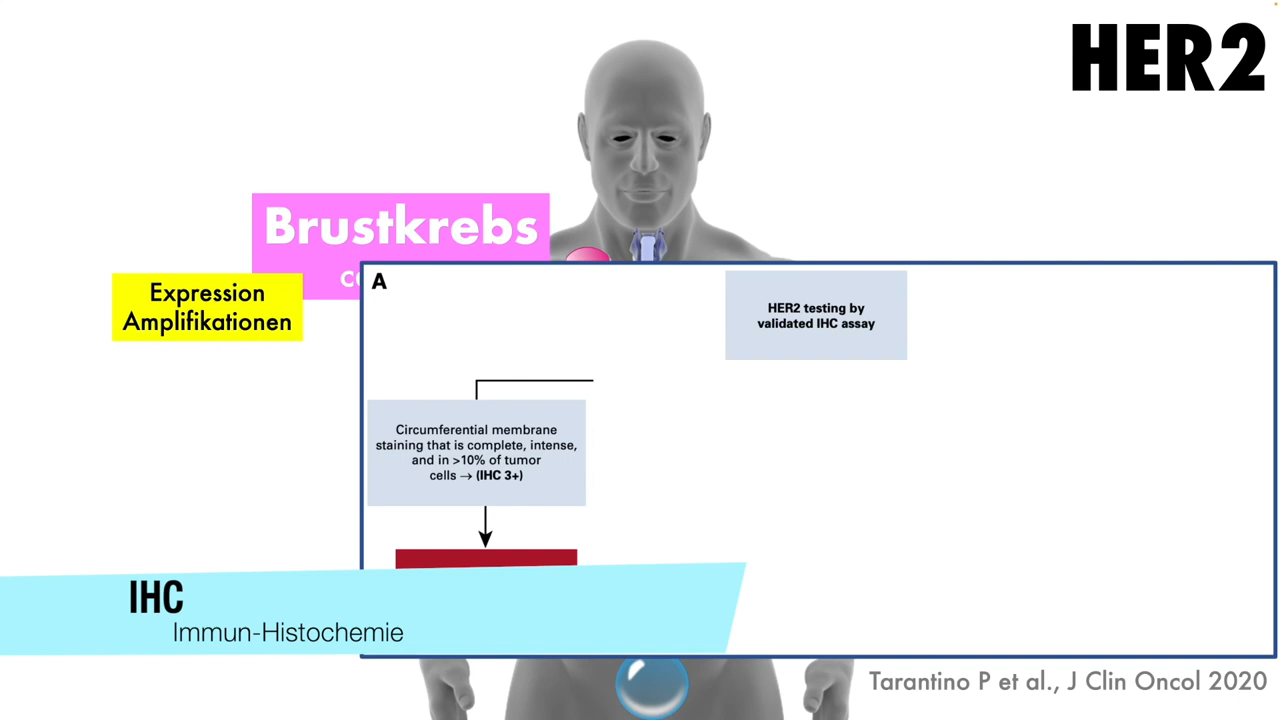 HER2
Brustkrebs
Expression
Amplifikationen
A
HER2 testing by
validated IHC assay
Circumferential membrane
staining that is complete, intense,
and in >10% of tumor
cells → (IHC 3+)
IHC
Immun-Histochemie
Tarantino P et al., J Clin Oncol 2020